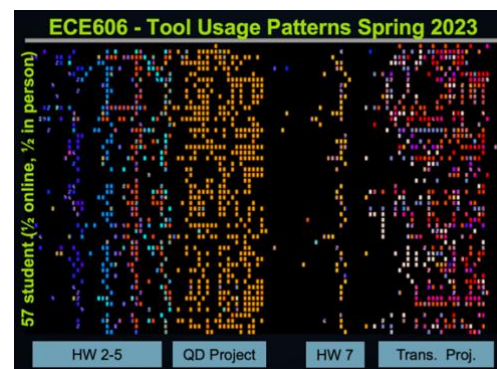 ECE606 - Tool Usage Patterns Spring 2023
57 student (½ online, ½ in person)
HW 2-5
QD Project
HW 7
Trans. Proj.